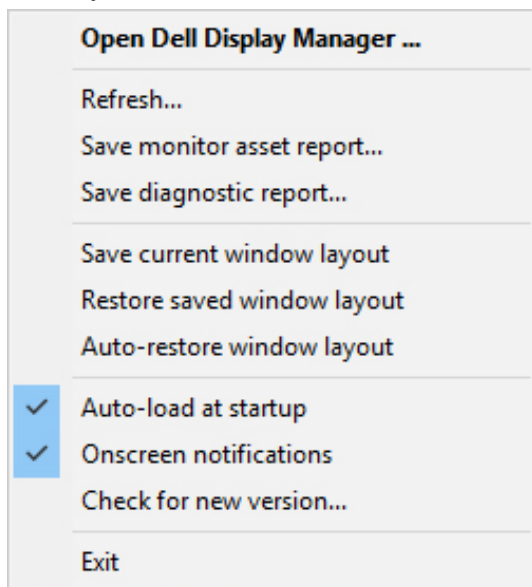 Open Dell Display Manager ...
Refresh...
Save monitor asset report...
Save diagnostic report...
Save current window layout
Restore saved window layout
Auto-restore window layout
Auto-load at startup
Onscreen notifications
Check for new version...
Exit